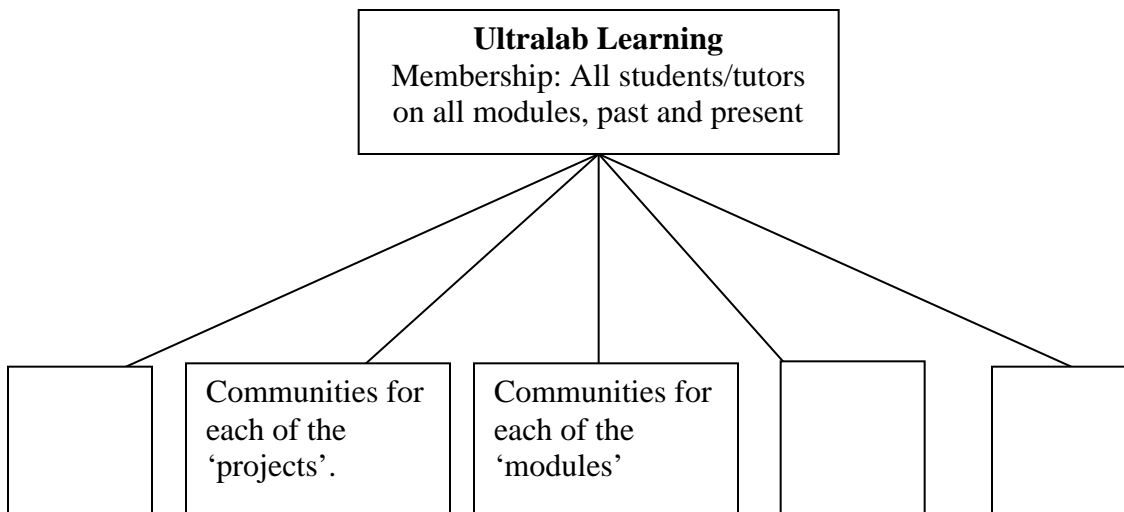 Ultralab Learning
Membership: All students/tutors
on all modules, past and present
Communities for
each of the
‘projects’.
Communities for
each of the
‘modules’